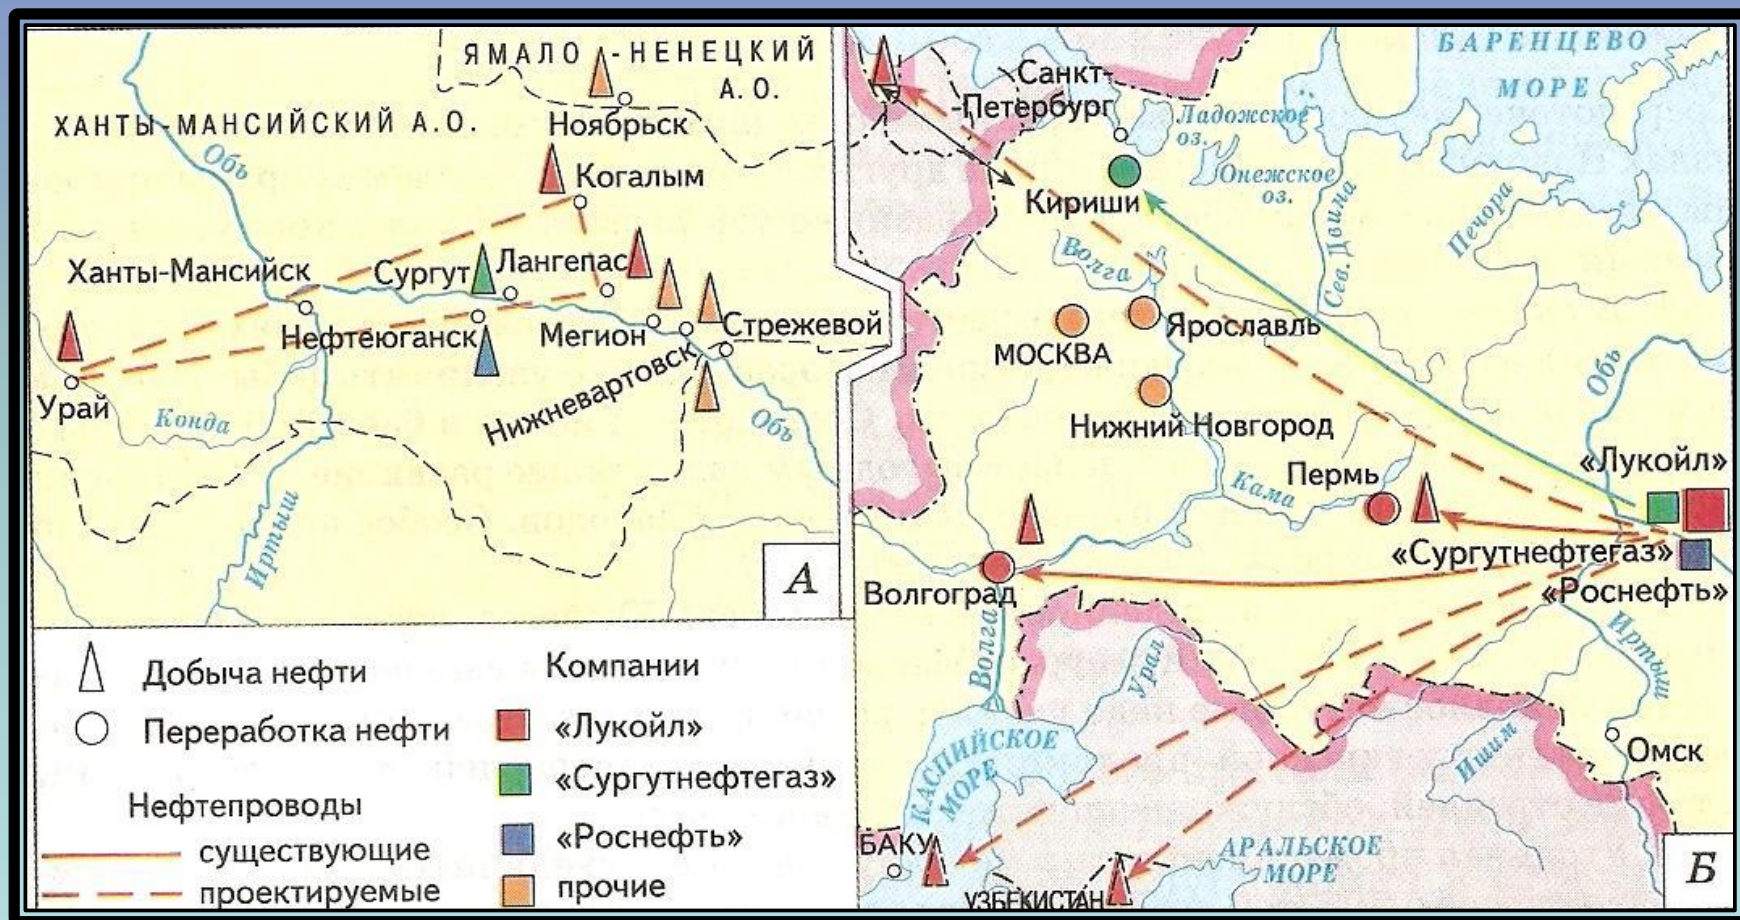 ЯМАЛО-НЕНЕЦКИЙ
А. О.
ХАНТЫ-МАНСИЙСКИЙ А.О.
Ноябрьск
Обь
Когалым
Ханты-Мансийск
Сургут
Лангепас
Нефтеюганск
Мегион
Стрежевой
Нижневартовск
Урай
Конда
Обь
Иртыш
А
Добыча нефти
Переработка нефти
Нефтепроводы
существующие
проектируемые
Компании
«Лукойл»
«Сургутнефтегаз»
«Роснефть»
прочие
БАРЕНЦЕВО
МОРЕ
Санкт-
-Петербург
Ладожское
оз.
Онежское
оз.
Кириши
Сев. Двина
Печора
Волга
Ярославль
МОСКВА
Обь
Нижний Новгород
«Лукойл»
Пермь
Кама
«Сургутнефтегаз»
«Роснефть»
Волгоград
Волга
Урал
Иртыш
КАСПИЙСКОЕ
МОРЕ
Ишим
Омск
БАКУ
АРАЛЬСКОЕ
МОРЕ
УЗБЕКИСТАН
Б